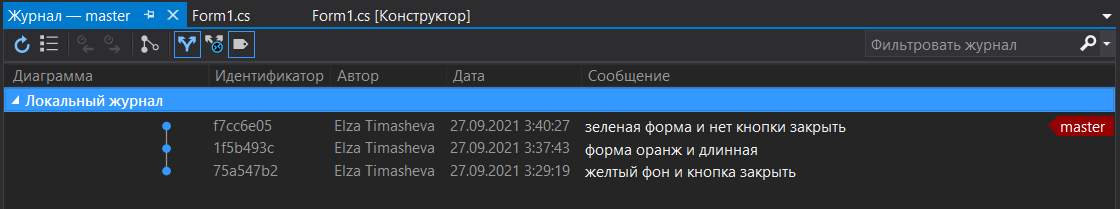 Журнал — master Form1.cs Form1.cs [Конструктор]
Фильтровать журнал
Диаграмма Идентификатор Автор Дата Сообщение
Локальный журнал
f7cc6e05 Elza Timasheva 27.09.2021 3:40:27 зеленая форма и нет кнопки закрыть master
1f5b493c Elza Timasheva 27.09.2021 3:37:43 форма оранж и длинная
75a547b2 Elza Timasheva 27.09.2021 3:29:19 желтый фон и кнопка закрыть